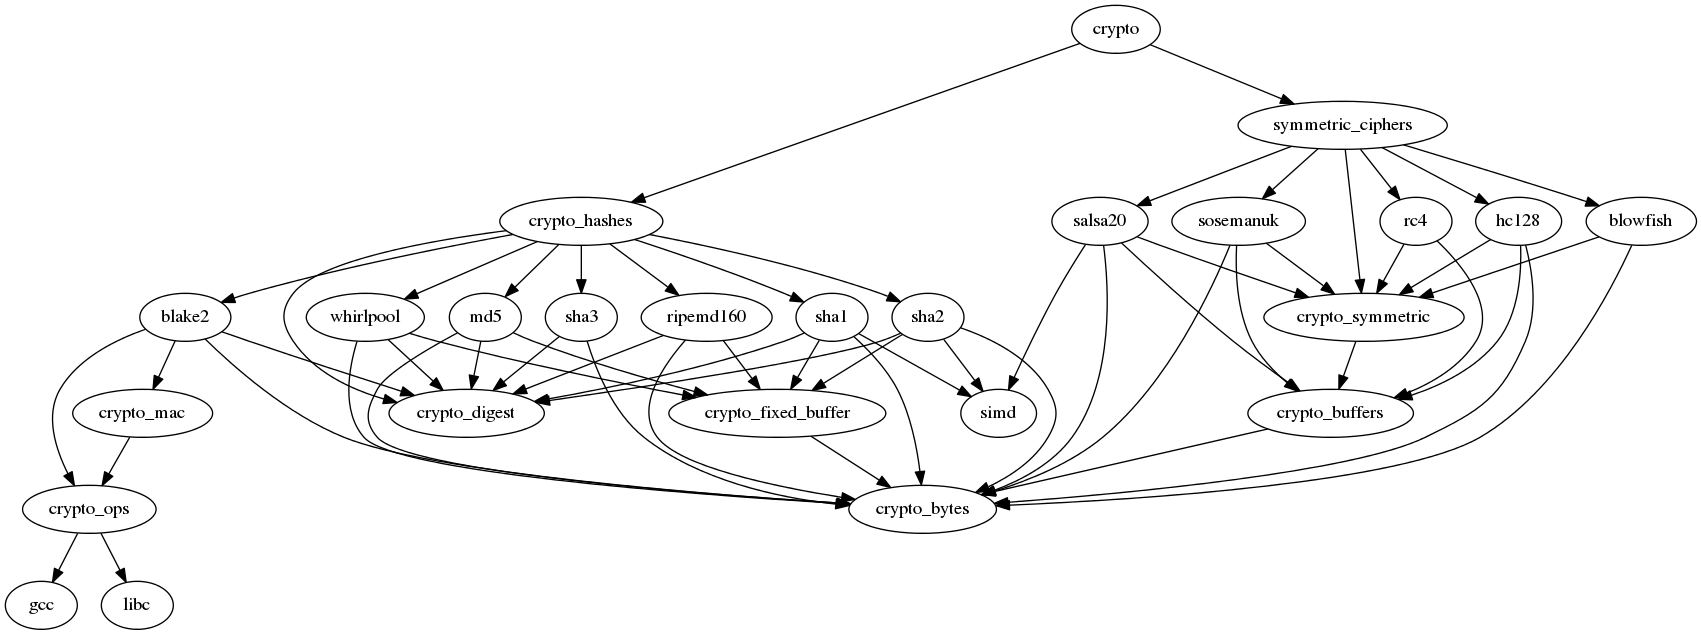 crypto
symmetric_ciphers
crypto_hashes
salsa20
sosemanuk
rc4
hc128
blowfish
blake2
whirlpool
md5
sha3
ripemd160
sha1
sha2
crypto_symmetric
crypto_mac
crypto_digest
crypto_fixed_buffer
simd
crypto_buffers
crypto_ops
crypto_bytes
gcc
libc